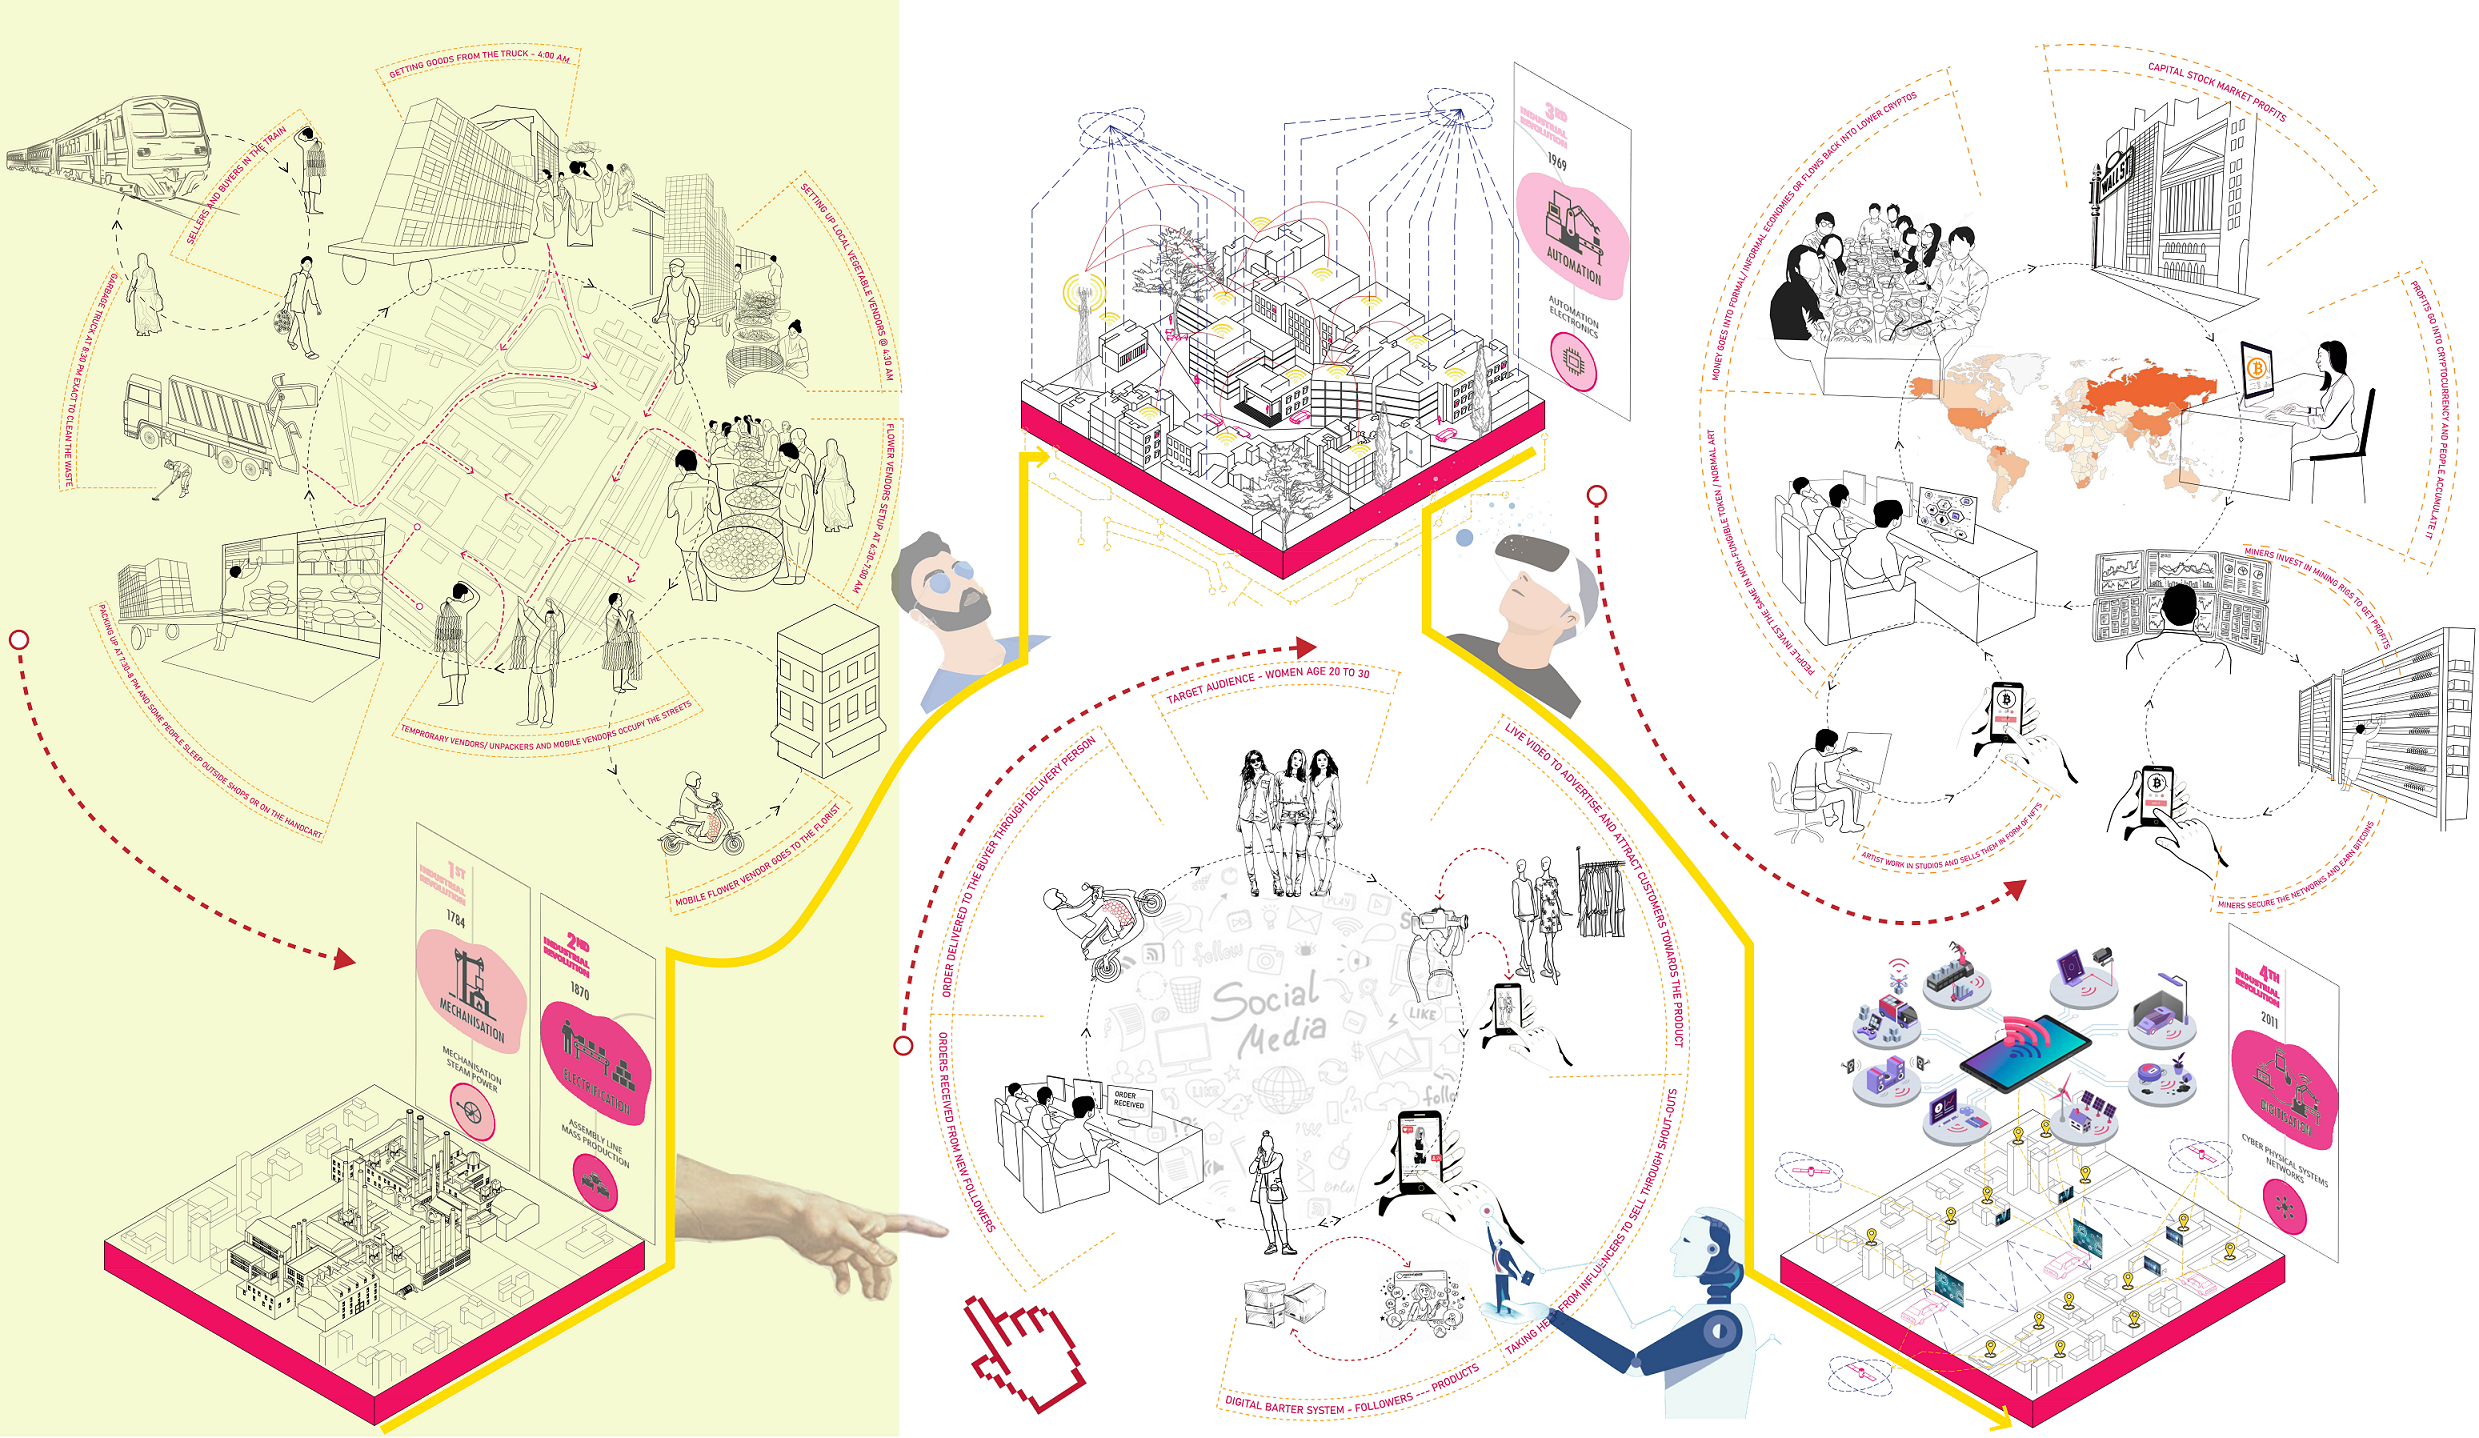 GETTING GOODS FROM THE TRUCK - 4:00 AM
SELLERS AND BUYERS IN THE TRAIN
SETTING UP LOCAL VEGETABLE VENDORS @ 4:30 AM
GARBAGE TRUCK AT 8:30 PM EXACT TO CLEAN THE WASTE
FLOWER VENDORS SETUP AT 6:30-7:00 AM
PACKING UP AT 7:30-8 PM AND SOME PEOPLE SLEEP OUTSIDE SHOPS OR ON THE HANDCART
TEMPRORARY VENDORS/ UNPACKERS AND MOBILE VENDORS OCCUPY THE STREETS
MOBILE FLOWER VENDOR GOES TO THE FLORIST
1ST
INDUSTRIAL
REVOLUTION
1784
MECHANISATION
MECHANISATION
STEAM POWER
2ND
INDUSTRIAL
REVOLUTION
1870
ELECTRIFICATION
ASSEMBLY LINE
MASS PRODUCTION
3RD
INDUSTRIAL
REVOLUTION
1969
AUTOMATION
AUTOMATION
ELECTRONICS
TARGET AUDIENCE - WOMEN AGE 20 TO 30
ORDER DELIVERED TO THE BUYER THROUGH DELIVERY PERSON
LIVE VIDEO TO ADVERTISE AND ATTRACT CUSTOMERS TOWARDS THE PRODUCT
ORDERS RECEIVED FROM NEW FOLLOWERS
TAKING HE FROM INFLUENCERS TO SELL THROUGH SHOUT-OUTS
DIGITAL BARTER SYSTEM - FOLLOWERS --- PRODUCTS
PLAY
follow
Social
Media
LIKE
LIKE
follo
ORDER
RECEIVED
CAPITAL STOCK MARKET PROFITS
WALL ST
MONEY GOES INTO FORMAL/ INFORMAL ECONOMIES OR FLOWS BACK INTO LOWER CRYPTOS
PROFITS GO INTO CRYPTOCURRENCY AND PEOPLE ACCUMULATE IT
PEOPLE INVEST THE SAME IN NON-FUNGIBLE TOKEN / NORMAL ART
MINERS INVEST IN MINING RIGS TO GET PROFITS
ARTIST WORK IN STUDIOS AND SELLS THEM IN FORM OF NFTS
MINERS SECURE THE NETWORKS AND EARN BITCOINS
4TH
INDUSTRIAL
REVOLUTION
2011
DIGITISATION
CYBER PHYSICAL SYSTEMS
NETWORKS